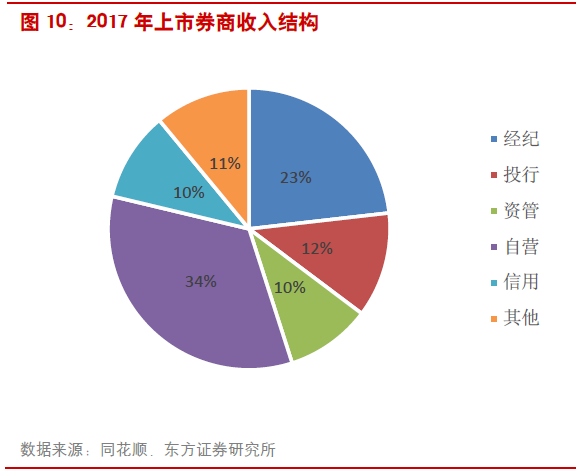 图 10：2017 年上市券商收入结构
11%
23%
经纪
投行
10%
资管
12%
自营
34%
10%
信用
其他
数据来源：同花顺、东方证券研究所